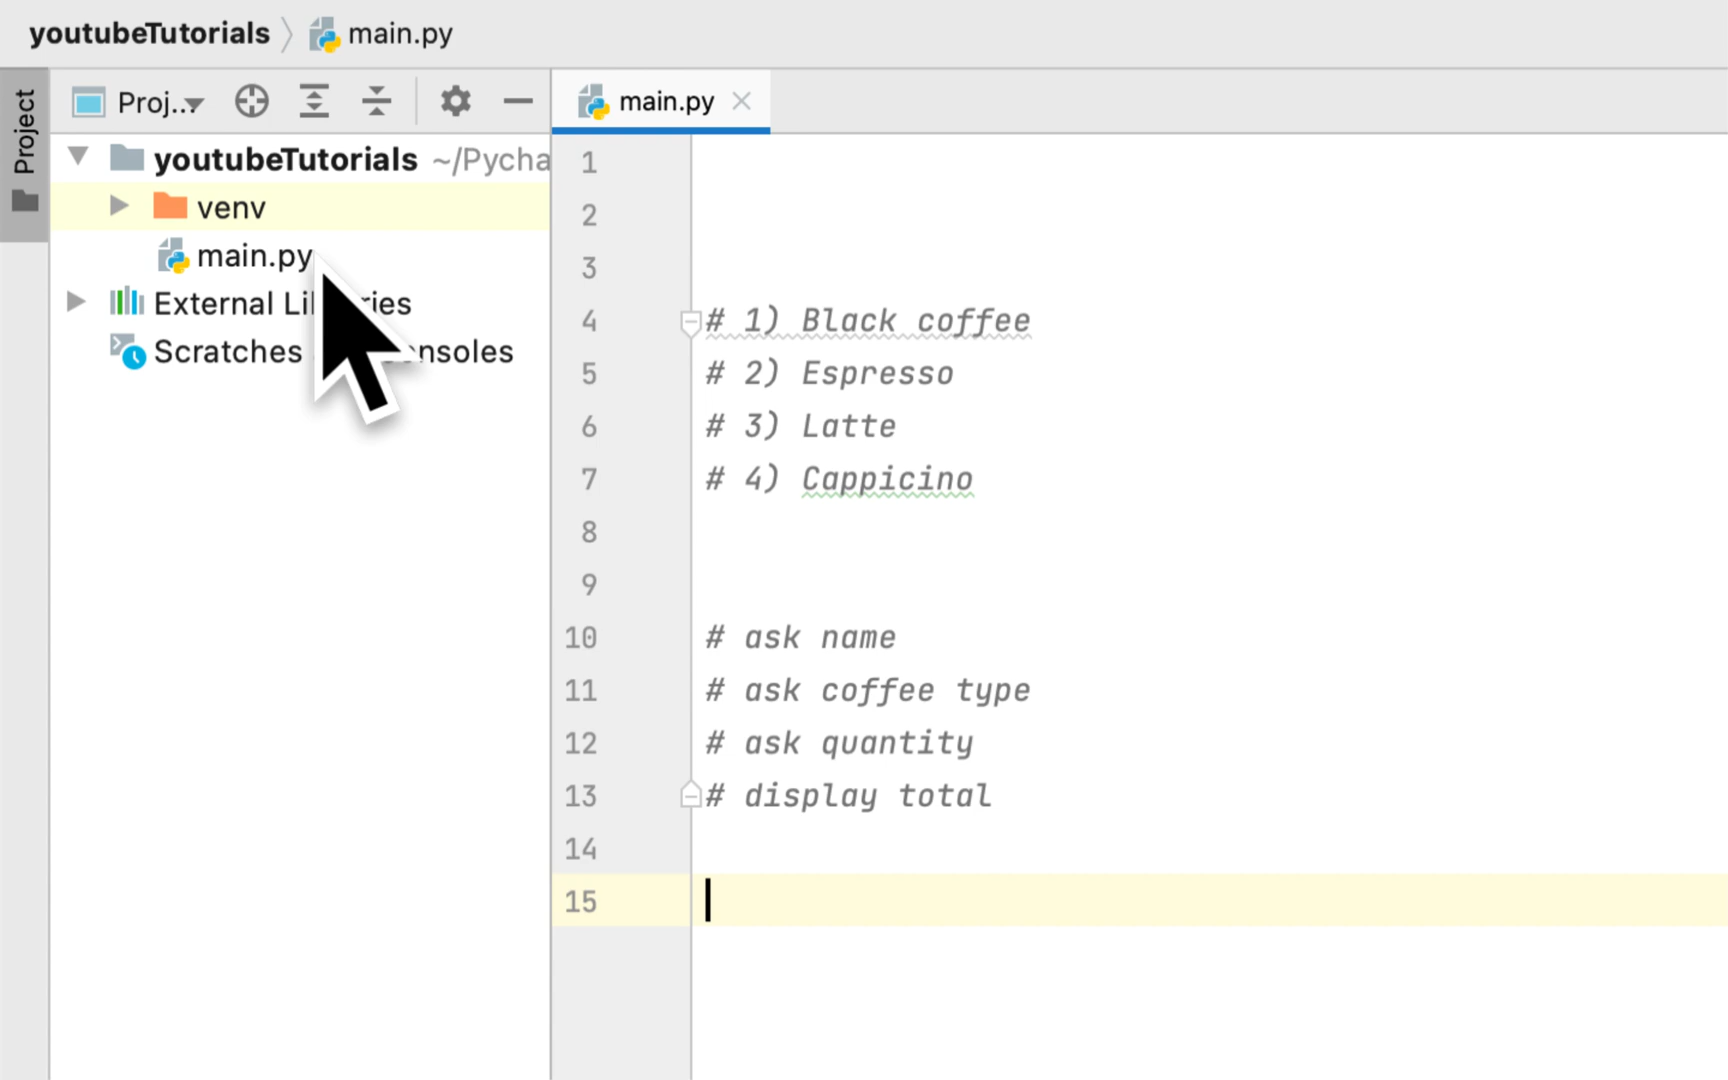 youtubeTutorials main.py
Project
Proj...
main.py
youtubeTutorials ~/Pycha
venv
main.py
External
Scratches
1
2
3
4 # 1) Black coffee
5 # 2) Espresso
6 # 3) Latte
7 # 4) Cappicino
8
9
10 # ask name
11 # ask coffee type
12 # ask quantity
13 # display total
14
15